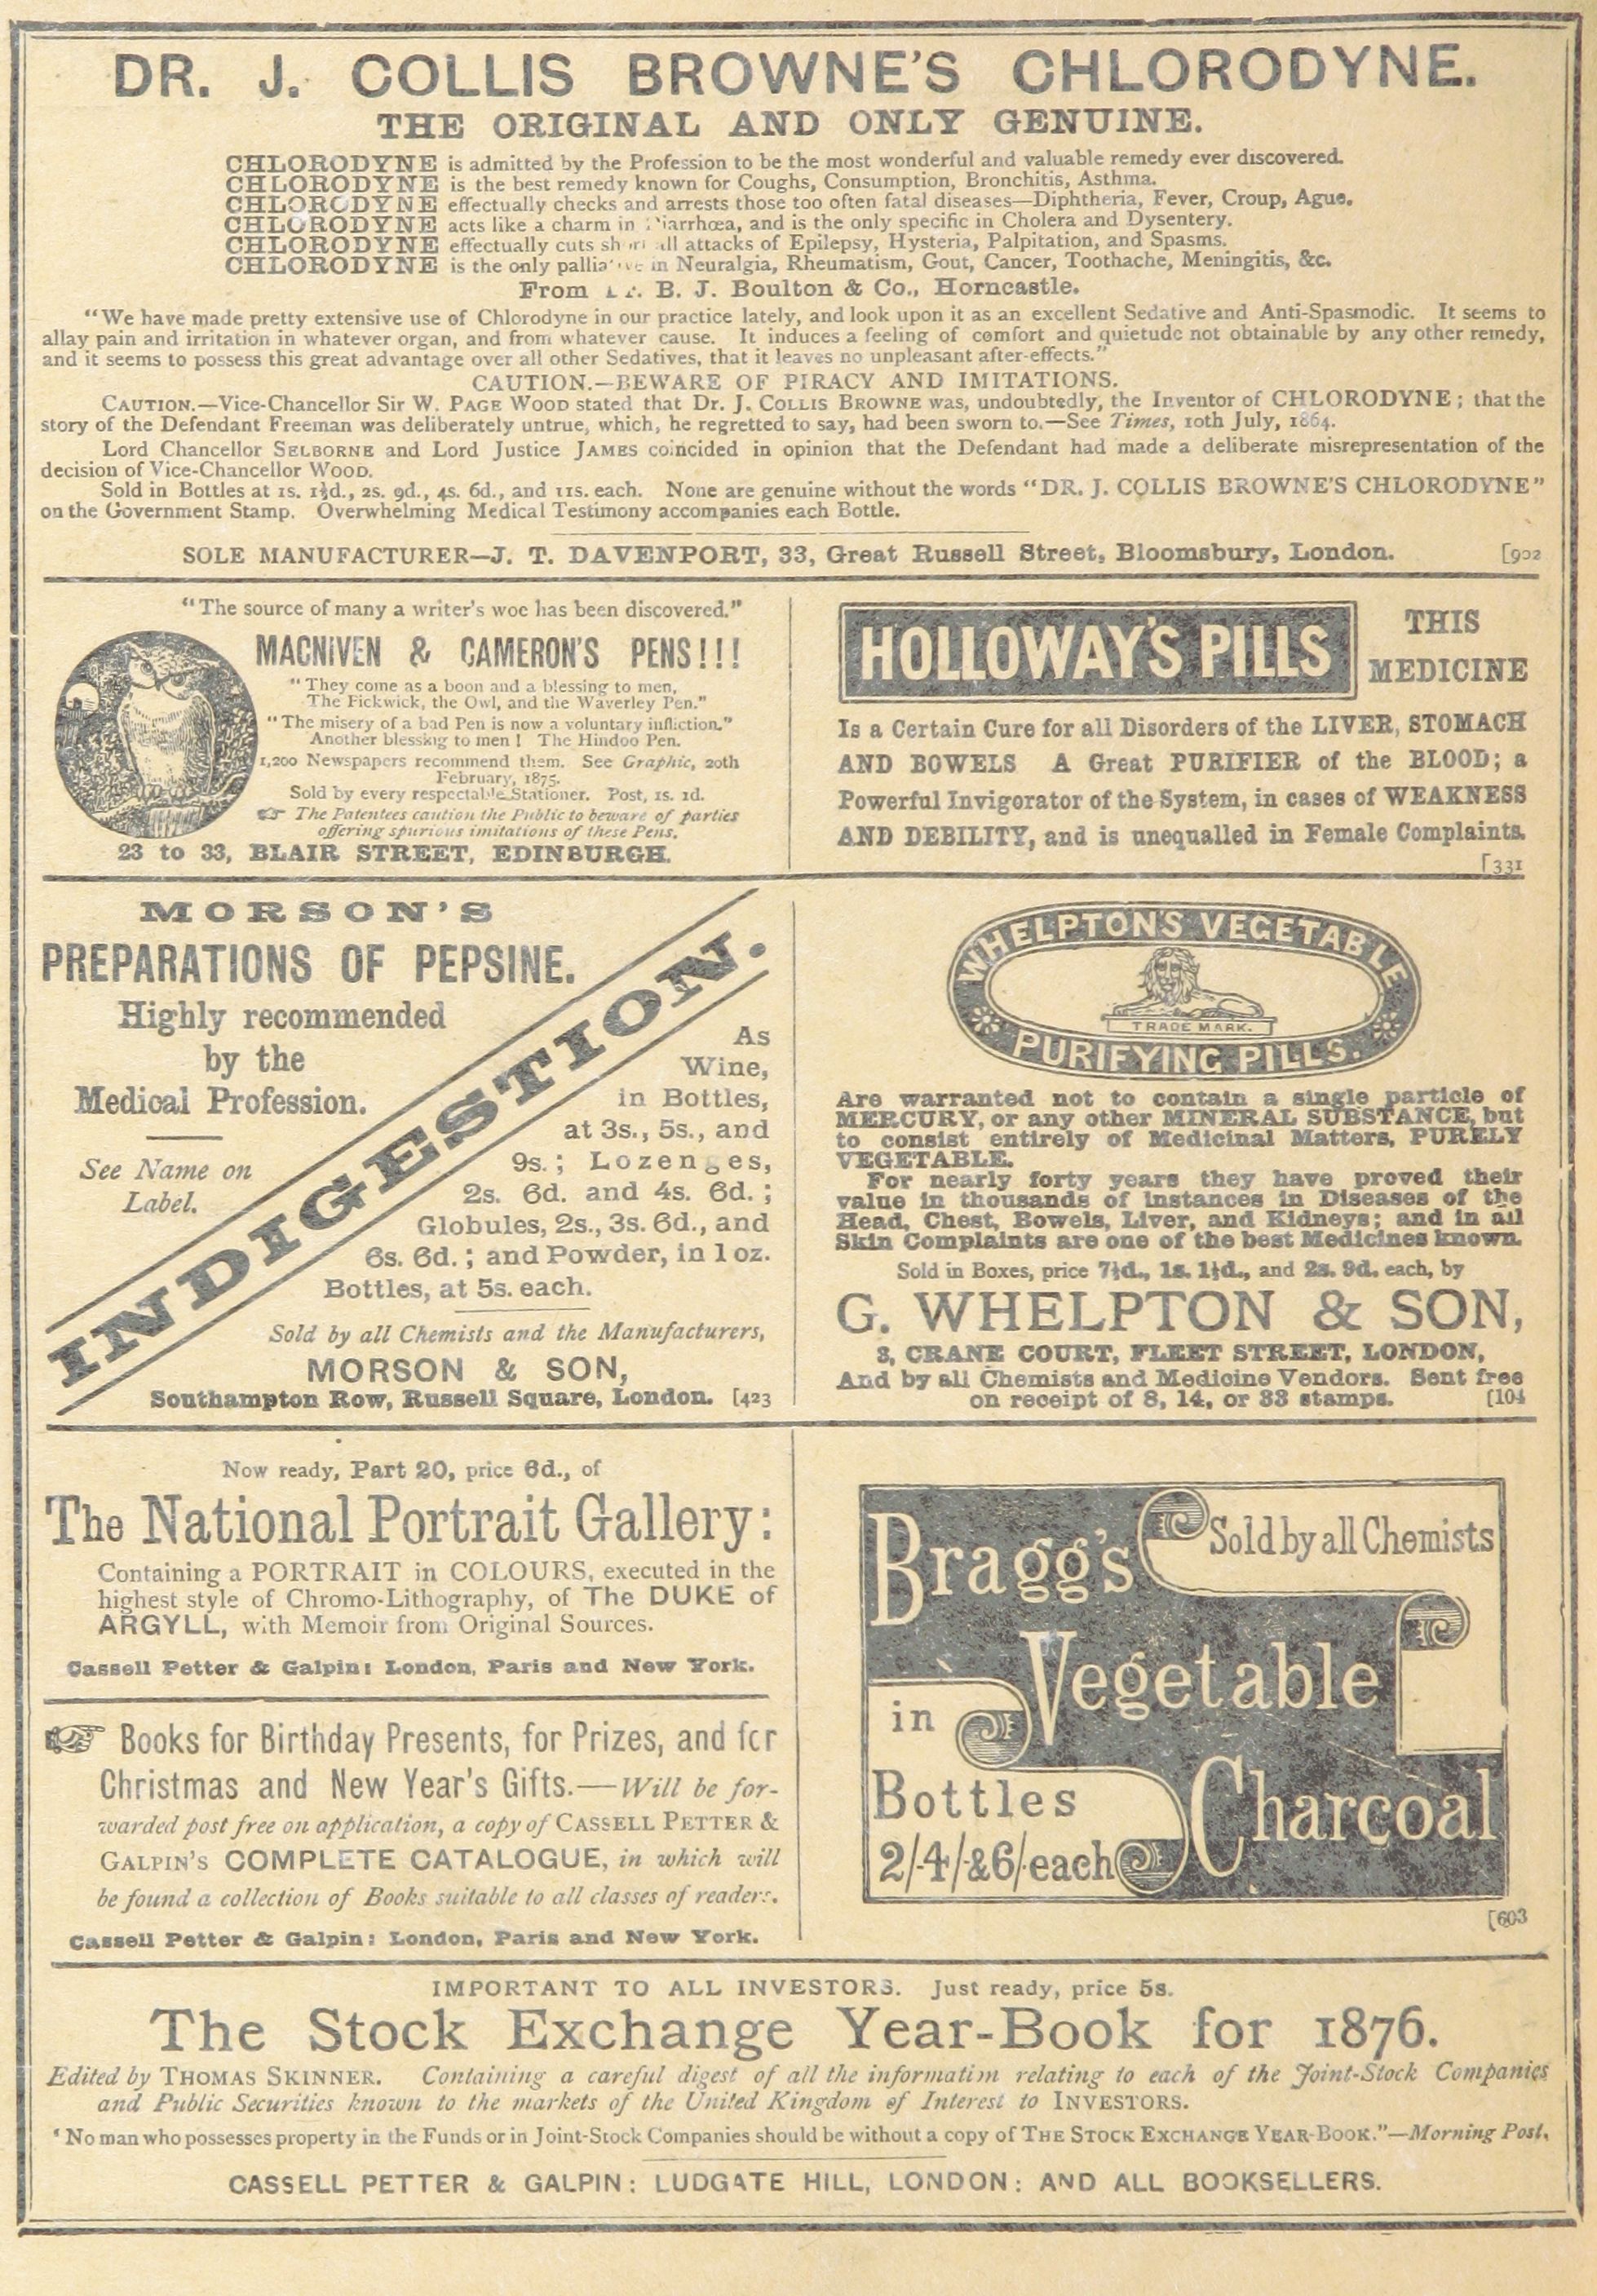 DR. J. COLLIS BROWNE'S CHLORODYNE.
THE ORIGINAL AND ONLY GENUINE.
CHLORODYNE is admitted by the Profession to be the most wonderful and valuable remedy ever discovered.
CHLORODYNE is the best remedy known for Coughs, Consumption, Bronchitis, Asthma.
CHLORODYNE effectually checks and arrests those too often fatal diseases—Diphtheria, Fever, Croup, Ague.
CHLORODYNE acts like a charm in Diarrhœa, and is the only specific in Cholera and Dysentery.
CHLORODYNE effectually cuts short all attacks of Epilepsy, Hysteria, Palpitation, and Spasms.
CHLORODYNE is the only palliative in Neuralgia, Rheumatism, Gout, Cancer, Toothache, Meningitis, &c.
From B. J. Boulton & Co., Horncastle.
"We have made pretty extensive use of Chlorodyne in our practice lately, and look upon it as an excellent Sedative and Anti-Spasmodic. It seems to
allay pain and irritation in whatever organ, and from whatever cause. It induces a feeling of comfort and quietude not obtainable by any other remedy,
and it seems to possess this great advantage over all other Sedatives, that it leaves no unpleasant after-effects."
CAUTION.—BEWARE OF PIRACY AND IMITATIONS.
CAUTION.—Vice-Chancellor Sir W. PAGE WOOD stated that Dr. J. COLLIS BROWNE was, undoubtedly, the Inventor of CHLORODYNE; that the
story of the Defendant Freeman was deliberately untrue, which, he regretted to say, had been sworn to.—See Times, 10th July, 1864.
Lord Chancellor SELBORNE and Lord Justice JAMES coincided in opinion that the Defendant had made a deliberate misrepresentation of the
decision of Vice-Chancellor WOOD.
Sold in Bottles at 1s. 1½d., 2s. 9d., 4s. 6d., and 11s. each. None are genuine without the words "DR. J. COLLIS BROWNE'S CHLORODYNE"
on the Government Stamp. Overwhelming Medical Testimony accompanies each Bottle.
SOLE MANUFACTURER—J. T. DAVENPORT, 33, Great Russell Street, Bloomsbury, London. [902
"The source of many a writer's woe has been discovered."
MACNIVEN & CAMERON'S PENS!!!
"They come as a boon and a blessing to men,
The Pickwick, the Owl, and the Waverley Pen."
"The misery of a bad Pen is now a voluntary infliction."
Another blessing to men! The Hindoo Pen.
1,200 Newspapers recommend them. See Graphic, 20th
February, 1875.
Sold by every respectable Stationer. Post, 1s. 1d.
☞ The Patentees caution the Public to beware of parties
offering spurious imitations of these Pens.
23 to 33, BLAIR STREET, EDINBURGH.
HOLLOWAY'S PILLS
THIS
MEDICINE
Is a Certain Cure for all Disorders of the LIVER, STOMACH
AND BOWELS A Great PURIFIER of the BLOOD; a
Powerful Invigorator of the System, in cases of WEAKNESS
AND DEBILITY, and is unequalled in Female Complaints.
[331
MORSON'S
PREPARATIONS OF PEPSINE.
Highly recommended
by the
Medical Profession.
See Name on
Label.
INDIGESTION.
As
Wine,
in Bottles,
at 3s., 5s., and
9s.; Lozenges,
2s. 6d. and 4s. 6d.;
Globules, 2s., 3s. 6d., and
6s. 6d.; and Powder, in 1 oz.
Bottles, at 5s. each.
Sold by all Chemists and the Manufacturers,
MORSON & SON,
Southampton Row, Russell Square, London. [423
WHELPTON'S VEGETABLE
TRADE MARK.
PURIFYING PILLS.
Are warranted not to contain a single particle of
MERCURY, or any other MINERAL SUBSTANCE, but
to consist entirely of Medicinal Matters, PURELY
VEGETABLE.
For nearly forty years they have proved their
value in thousands of instances in Diseases of the
Head, Chest, Bowels, Liver, and Kidneys; and in all
Skin Complaints are one of the best Medicines known.
Sold in Boxes, price 7½d., 1s. 1½d., and 2s. 9d. each, by
G. WHELPTON & SON,
3, CRANE COURT, FLEET STREET, LONDON,
And by all Chemists and Medicine Vendors. Sent free
on receipt of 8, 14, or 33 stamps. [104
Now ready, Part 20, price 6d., of
The National Portrait Gallery:
Containing a PORTRAIT in COLOURS, executed in the
highest style of Chromo-Lithography, of The DUKE of
ARGYLL, with Memoir from Original Sources.
Cassell Petter & Galpin: London, Paris and New York.
☞ Books for Birthday Presents, for Prizes, and for
Christmas and New Year's Gifts.—Will be for-
warded post free on application, a copy of CASSELL PETTER &
GALPIN'S COMPLETE CATALOGUE, in which will
be found a collection of Books suitable to all classes of readers.
Cassell Petter & Galpin: London, Paris and New York.
Bragg's
Sold by all Chemists
Vegetable
in
Bottles
Charcoal
2/-4/-&6/each
[603
IMPORTANT TO ALL INVESTORS. Just ready, price 5s.
The Stock Exchange Year-Book for 1876.
Edited by THOMAS SKINNER. Containing a careful digest of all the information relating to each of the Joint-Stock Companies
and Public Securities known to the markets of the United Kingdom of Interest to INVESTORS.
"No man who possesses property in the Funds or in Joint-Stock Companies should be without a copy of THE STOCK EXCHANGE YEAR-BOOK."—Morning Post.
CASSELL PETTER & GALPIN: LUDGATE HILL, LONDON: AND ALL BOOKSELLERS.